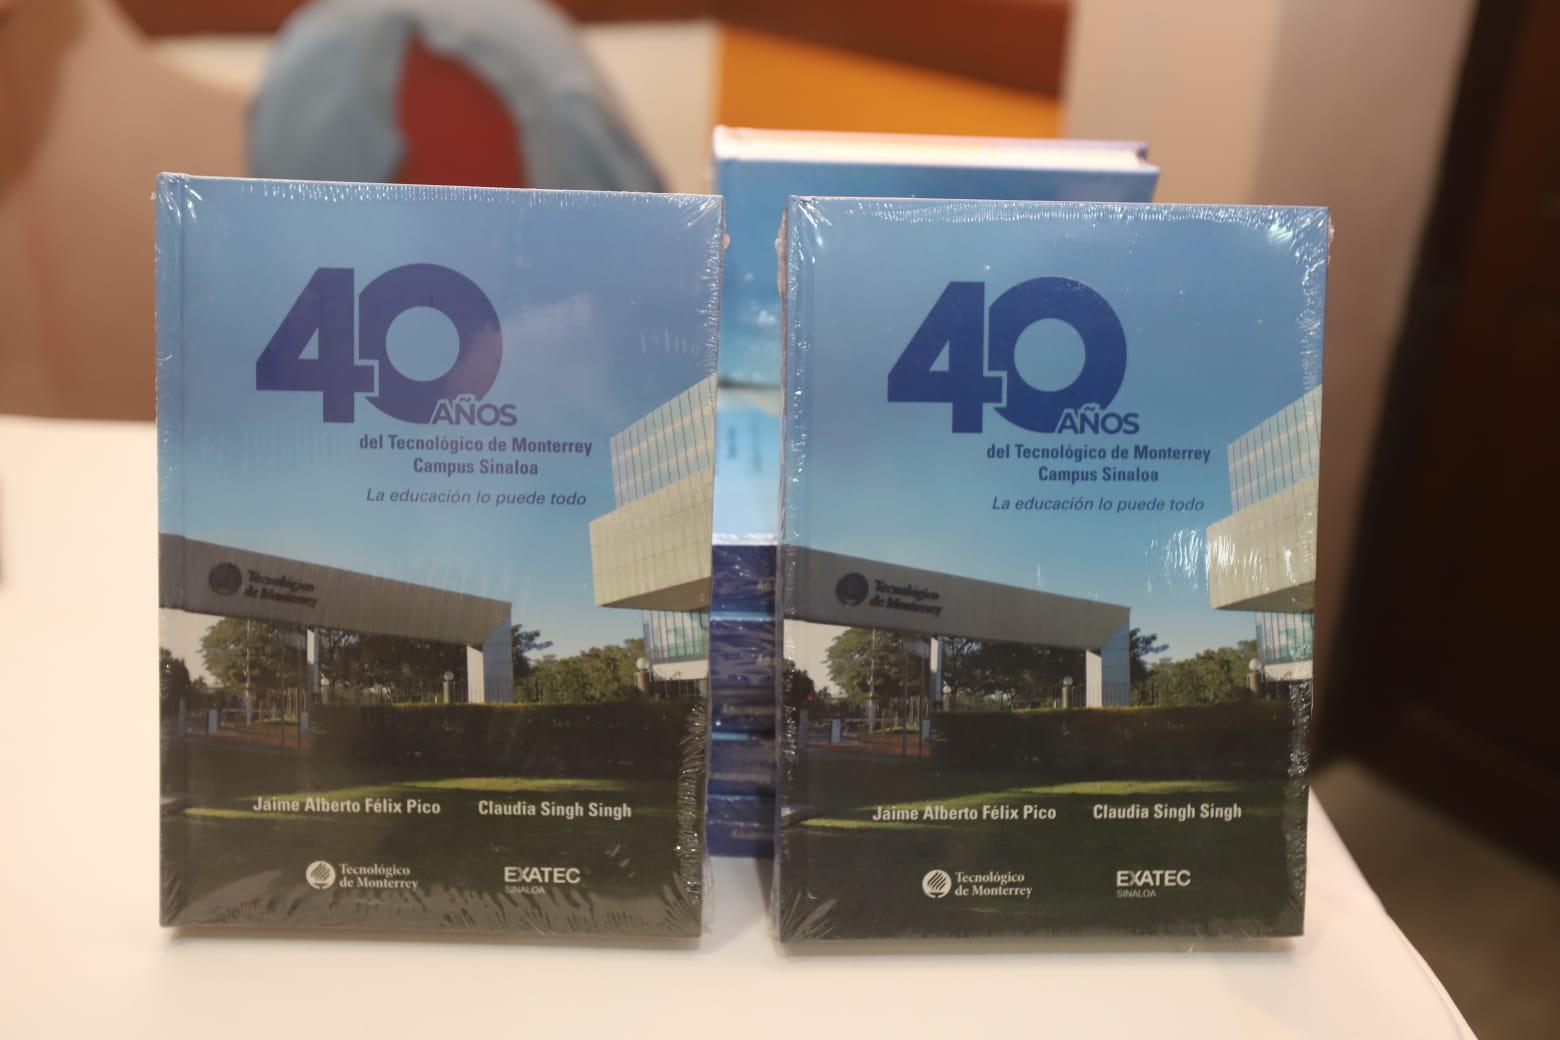 40
AÑOS
del Tecnológico de Monterrey
Campus Sinaloa
La educación lo puede todo
Tecnológico
de Monterrey
Jaime Alberto Félix Pico
Claudia Singh Singh
Tecnológico
de Monterrey
EXATEC
SINALOA
40
AÑOS
del Tecnológico de Monterrey
Campus Sinaloa
La educación lo puede todo
Tecnológico
de Monterrey
Jaime Alberto Félix Pico
Claudia Singh Singh
Tecnológico
de Monterrey
EXATEC
SINALOA